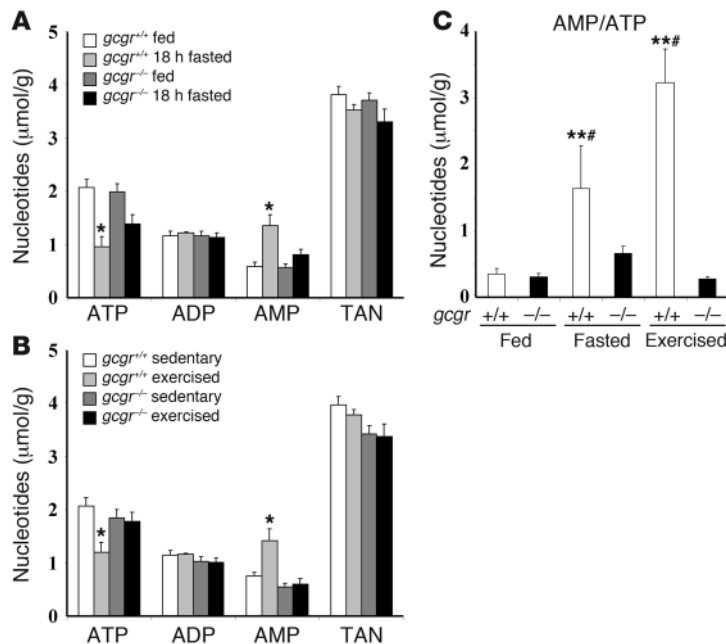 A
Nucleotides (μmol/g)
5
4
3
2
1
0
gcgr+/+ fed
gcgr+/+ 18 h fasted
gcgr–/– fed
gcgr–/– 18 h fasted
*
*
ATP ADP AMP TAN
B
Nucleotides (μmol/g)
5
4
3
2
1
0
gcgr+/+ sedentary
gcgr+/+ exercised
gcgr–/– sedentary
gcgr–/– exercised
*
*
ATP ADP AMP TAN
C
AMP/ATP
Nucleotides (μmol/g)
4
3
2
1
0
**#
**#
gcgr +/+ –/– +/+ –/– +/+ –/–
Fed Fasted Exercised